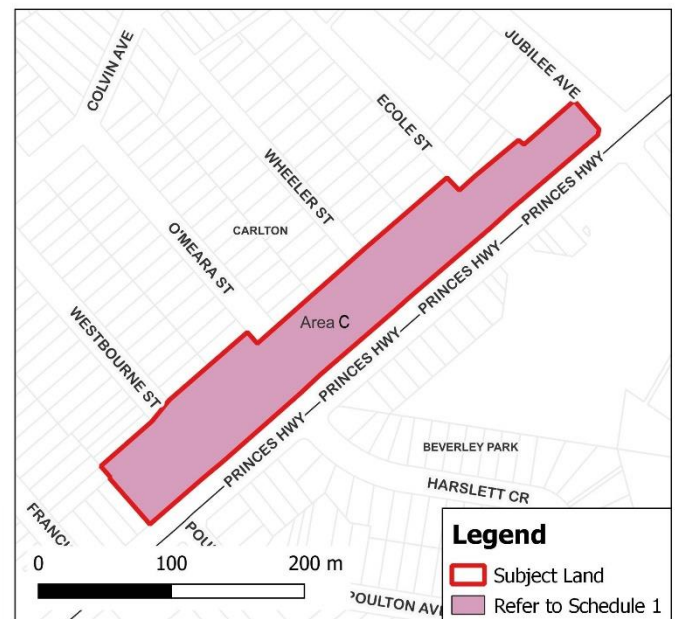 JUBILEE AVE
COLVIN AVE
ECOLE ST
WHEELER ST
PRINCES HWY
O'MEARA ST
CARLTON
PRINCES HWY
PRINCES HWY
Area C
WESTBOURNE ST
PRINCES HWY
PRINCES HWY
BEVERLEY PARK
HARSLETT CR
Legend
Subject Land
Refer to Schedule 1
0 100 200 m
POULTON AVE